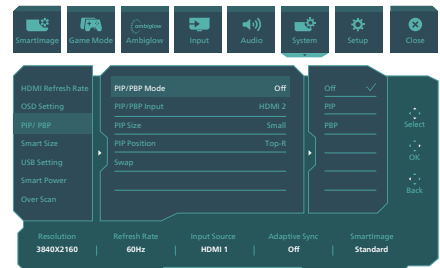 ambiglow
SmartImage Game Mode Ambiglow Input Audio System Setup Close
HDMI Refresh Rate PIP/PBP Mode Off Off
OSD Setting PIP/PBP Input HDMI 2 PIP
PIP/ PBP PIP Size Small PBP
Smart Size PIP Position Top-R
USB Setting Swap
Smart Power
Over Scan
Select
OK
Back
Resolution Refresh Rate Input Source Adaptive Sync SmartImage
3840X2160 60Hz HDMI 1 Off Standard